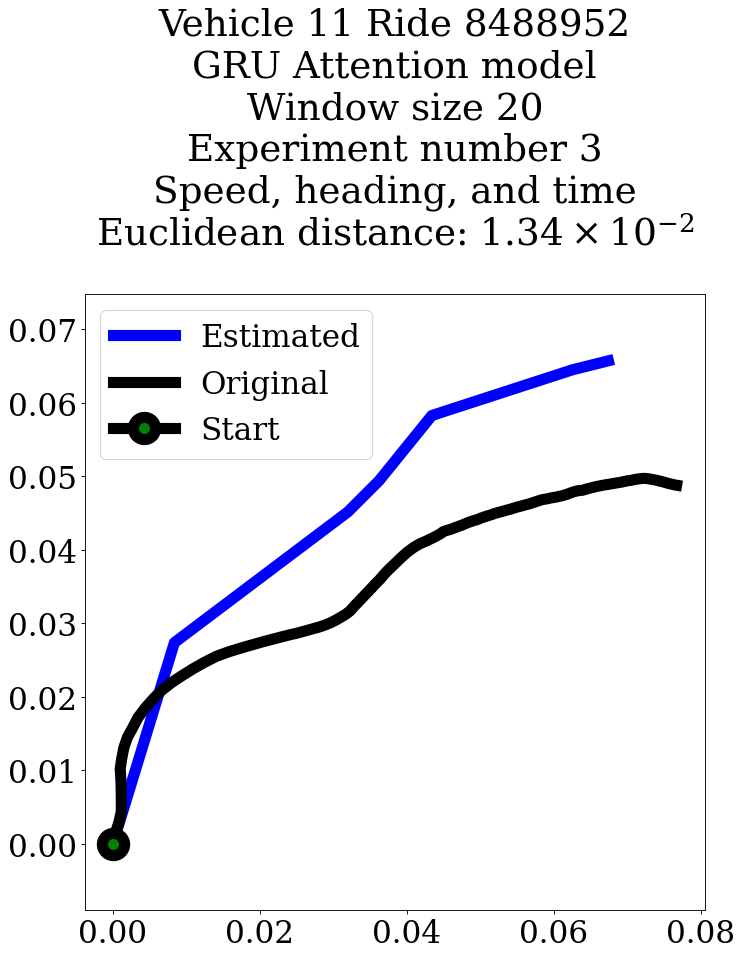 Vehicle 11 Ride 8488952
GRU Attention model
Window size 20
Experiment number 3
Speed, heading, and time
Euclidean distance: 1.34 × 10⁻²
Estimated
Original
Start
0.07
0.06
0.05
0.04
0.03
0.02
0.01
0.00
0.00 0.02 0.04 0.06 0.08